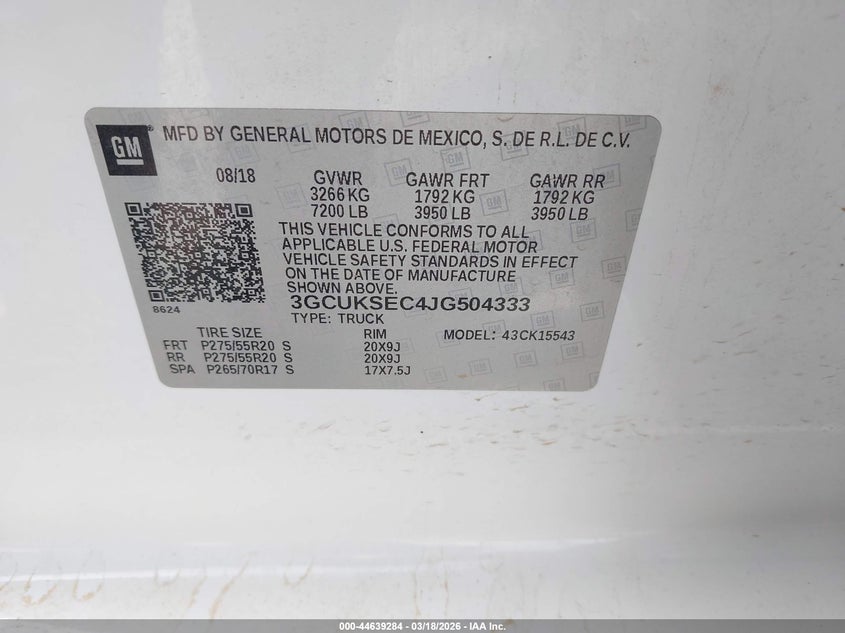 GM
MFD BY GENERAL MOTORS DE MEXICO, S. DE R.L. DE C.V.
08/18 GVWR GAWR FRT GAWR RR
3266 KG 1792 KG 1792 KG
7200 LB 3950 LB 3950 LB
THIS VEHICLE CONFORMS TO ALL
APPLICABLE U.S. FEDERAL MOTOR
VEHICLE SAFETY STANDARDS IN EFFECT
ON THE DATE OF MANUFACTURE
SHOWN ABOVE.
8624
3GCUKSEC4JG504333
TYPE: TRUCK
TIRE SIZE RIM MODEL: 43CK15543
FRT P275/55R20 S 20X9J
RR P275/55R20 S 20X9J
SPA P265/70R17 S 17X7.5J
000-44639284 | 03/18/2026 | IAA Inc.